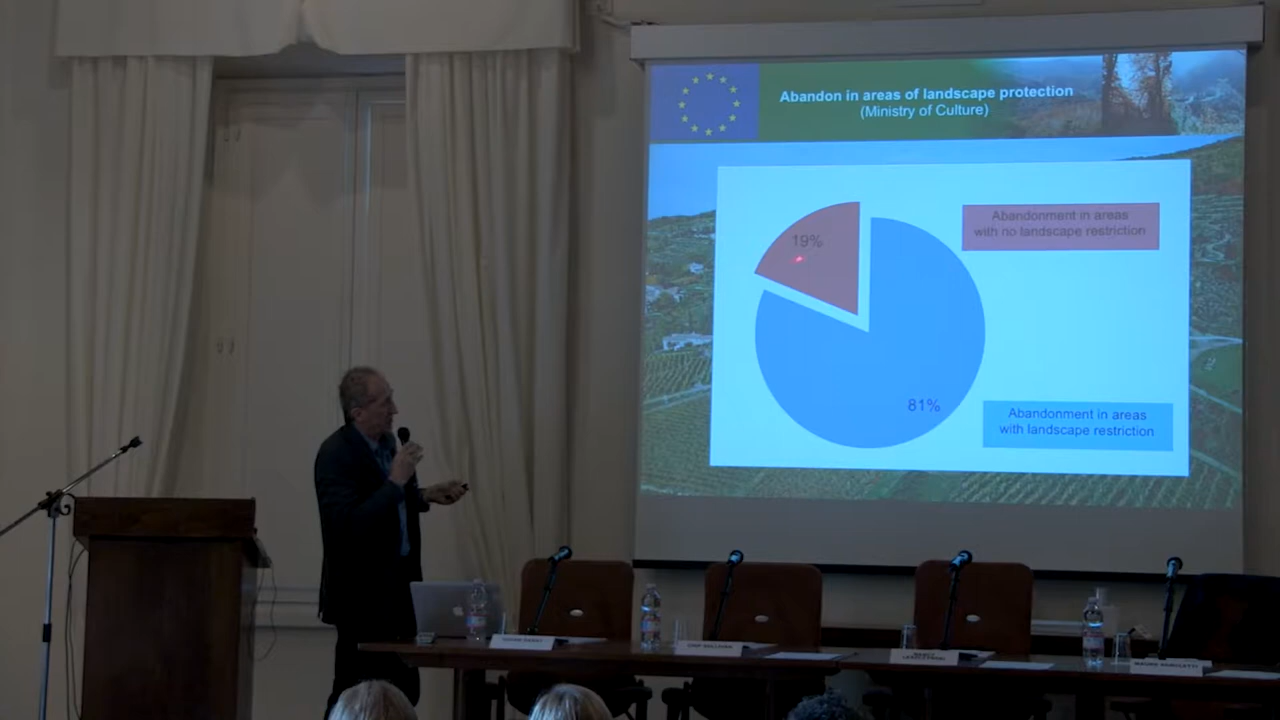 Abandon in areas of landscape protection
(Ministry of Culture)
19%
Abandonment in areas
with no landscape restriction
81%
Abandonment in areas
with landscape restriction